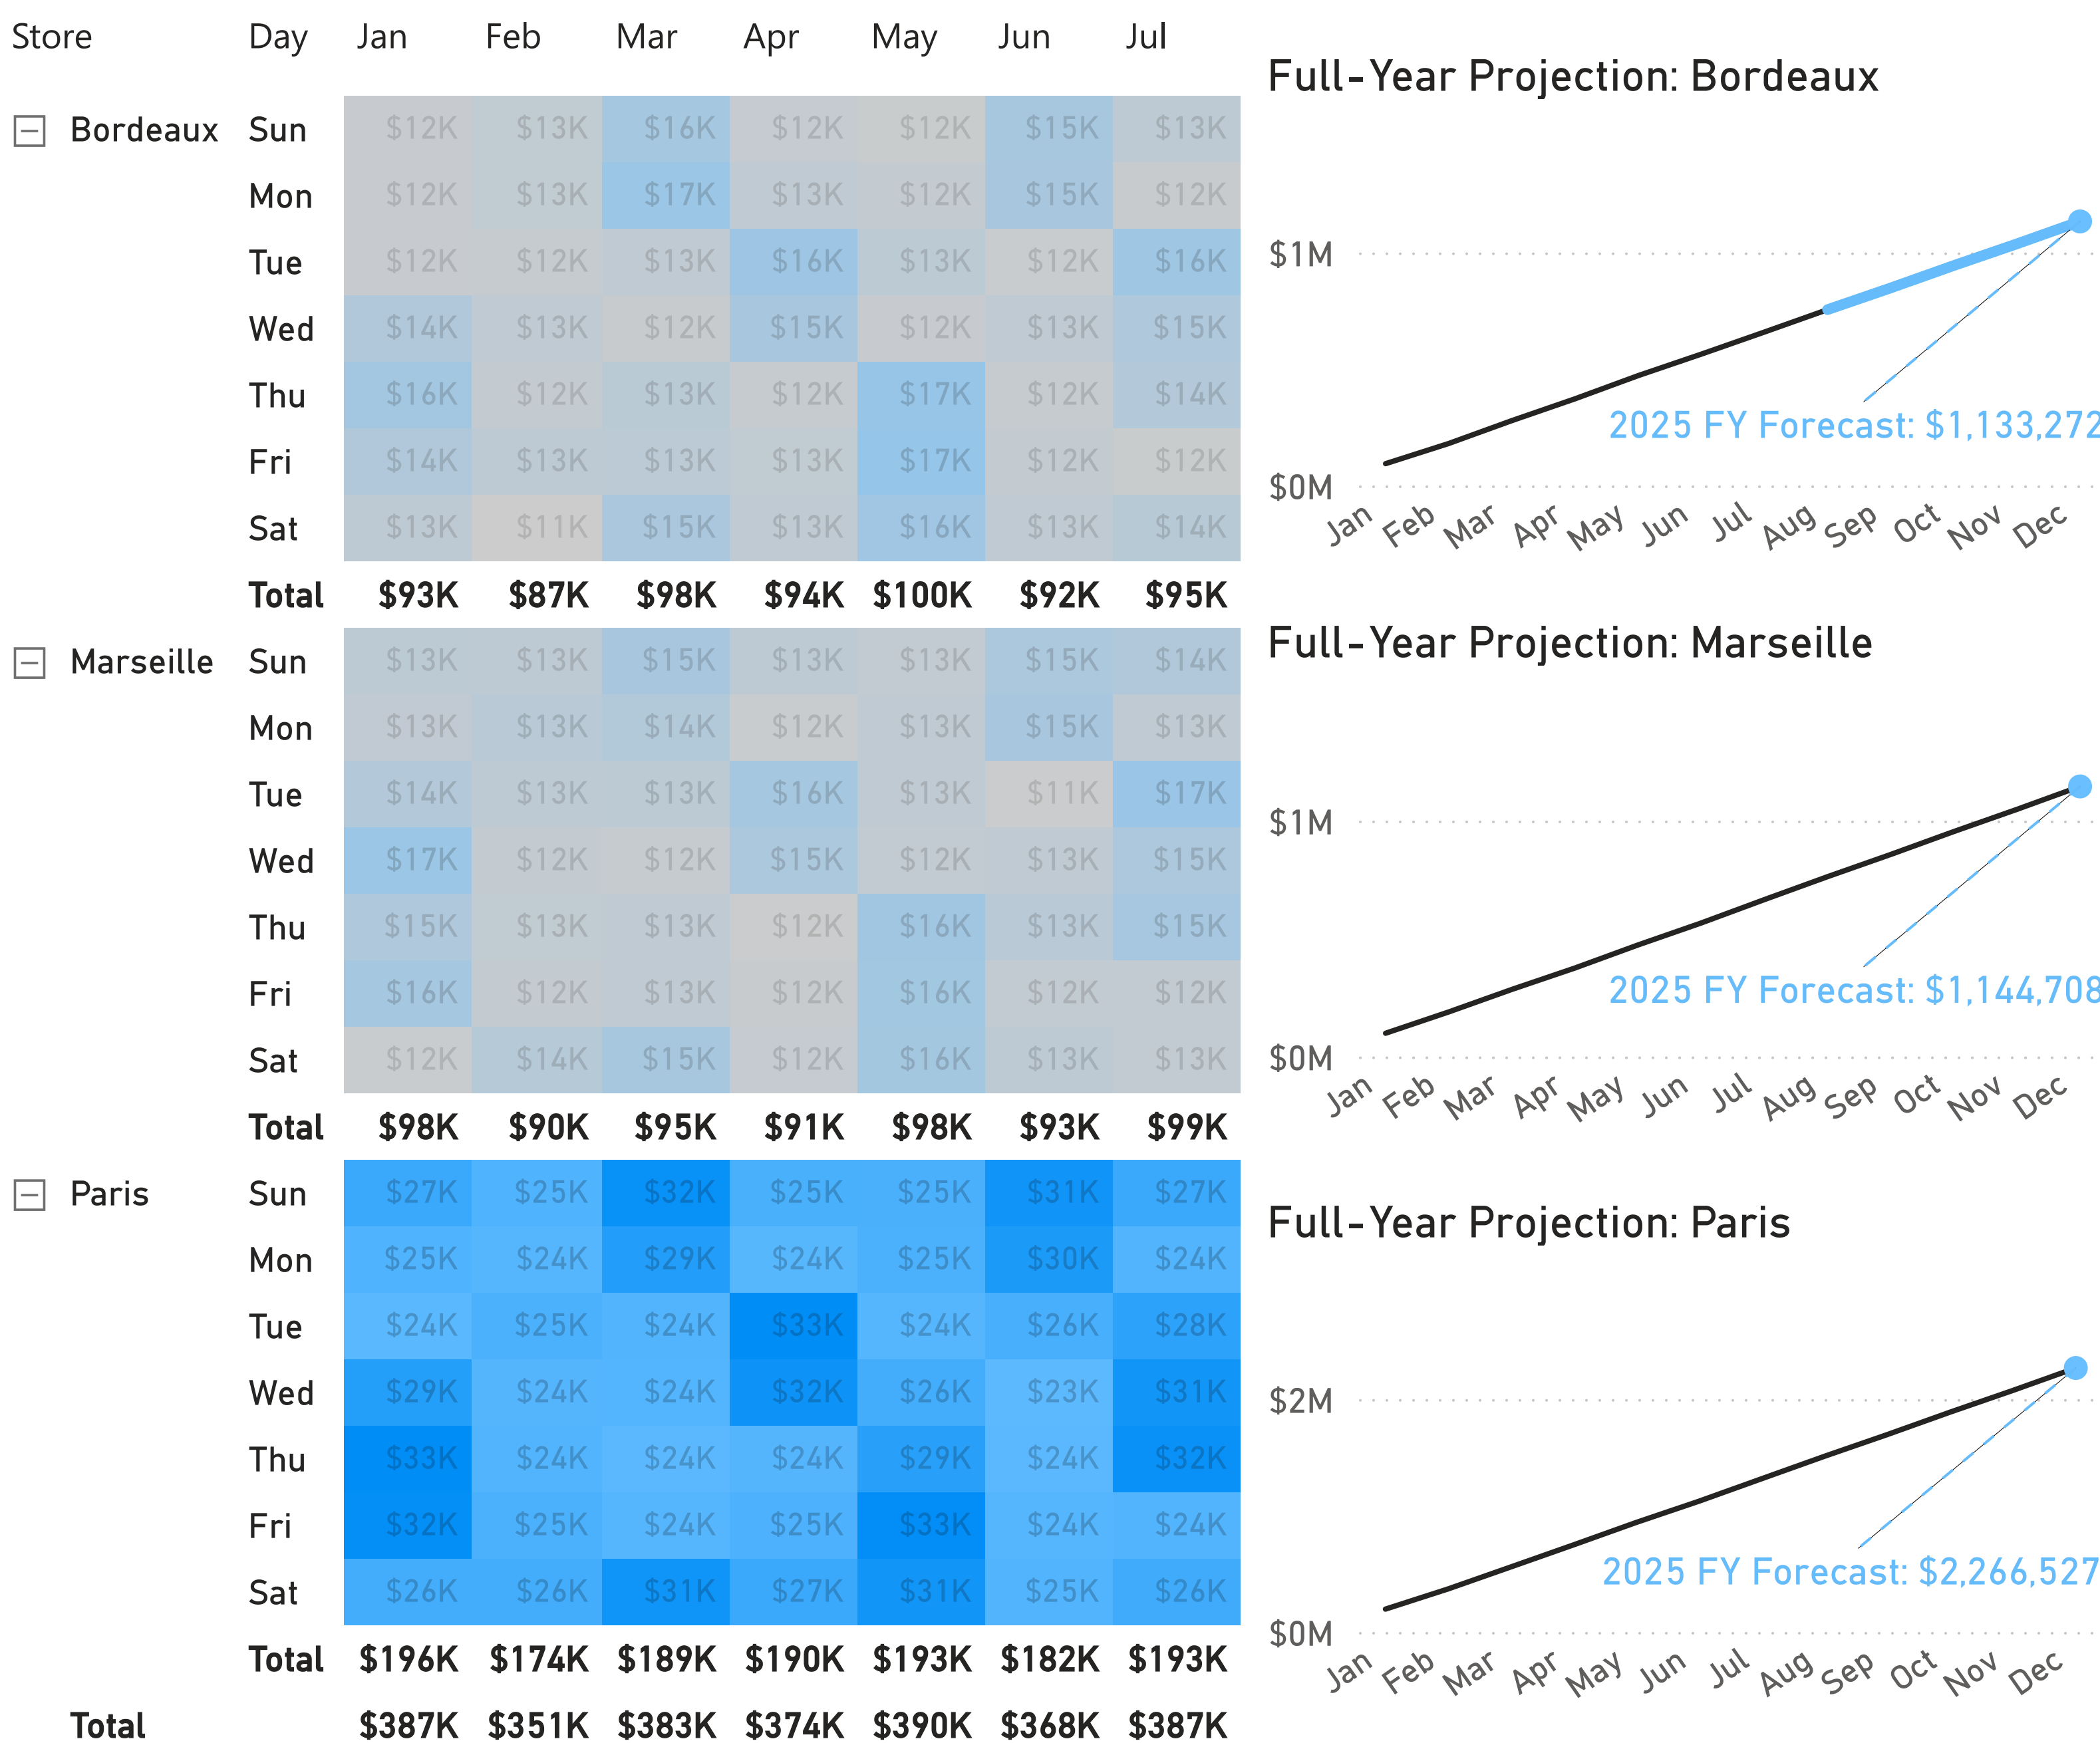 Store Day Jan Feb Mar Apr May Jun Jul
Bordeaux Sun $12K $13K $16K $12K $12K $15K $13K
Mon $12K $13K $17K $13K $12K $15K $12K
Tue $12K $12K $13K $16K $13K $12K $16K
Wed $14K $13K $12K $15K $12K $13K $15K
Thu $16K $12K $13K $12K $17K $12K $14K
Fri $14K $13K $13K $13K $17K $12K $12K
Sat $13K $11K $15K $13K $16K $13K $14K
Total $93K $87K $98K $94K $100K $92K $95K
Marseille Sun $13K $13K $15K $13K $13K $15K $14K
Mon $13K $13K $14K $12K $13K $15K $13K
Tue $14K $13K $13K $16K $13K $11K $17K
Wed $17K $12K $12K $15K $12K $13K $15K
Thu $15K $13K $13K $12K $16K $13K $15K
Fri $16K $12K $13K $12K $16K $12K $12K
Sat $12K $14K $15K $12K $16K $13K $13K
Total $98K $90K $95K $91K $98K $93K $99K
Paris Sun $27K $25K $32K $25K $25K $31K $27K
Mon $25K $24K $29K $24K $25K $30K $24K
Tue $24K $25K $24K $33K $24K $26K $28K
Wed $29K $24K $24K $32K $26K $23K $31K
Thu $33K $24K $24K $24K $29K $24K $32K
Fri $32K $25K $24K $25K $33K $24K $24K
Sat $26K $26K $31K $27K $31K $25K $26K
Total $196K $174K $189K $190K $193K $182K $193K
Total $387K $351K $383K $374K $390K $368K $387K
Full-Year Projection: Bordeaux
$1M
2025 FY Forecast: $1,133,272
$0M
Jan Feb Mar Apr May Jun Jul Aug Sep Oct Nov Dec
Full-Year Projection: Marseille
$1M
2025 FY Forecast: $1,144,708
$0M
Jan Feb Mar Apr May Jun Jul Aug Sep Oct Nov Dec
Full-Year Projection: Paris
$2M
2025 FY Forecast: $2,266,527
$0M
Jan Feb Mar Apr May Jun Jul Aug Sep Oct Nov Dec